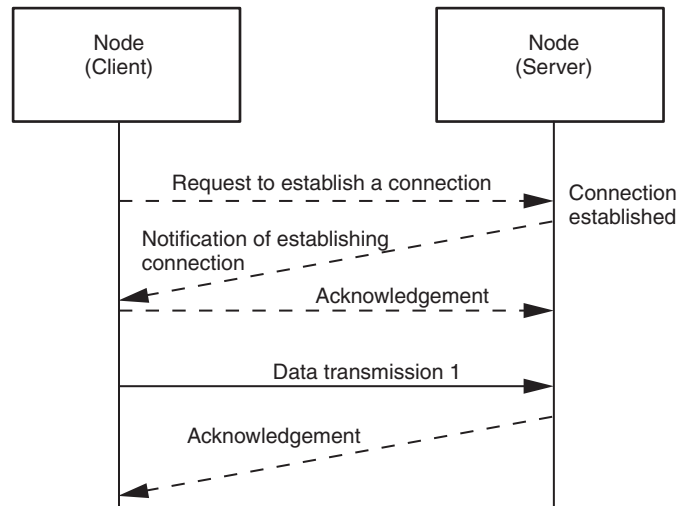 Node
(Client)
Node
(Server)
Request to establish a connection
Connection
established
Notification of establishing
connection
Acknowledgement
Data transmission 1
Acknowledgement